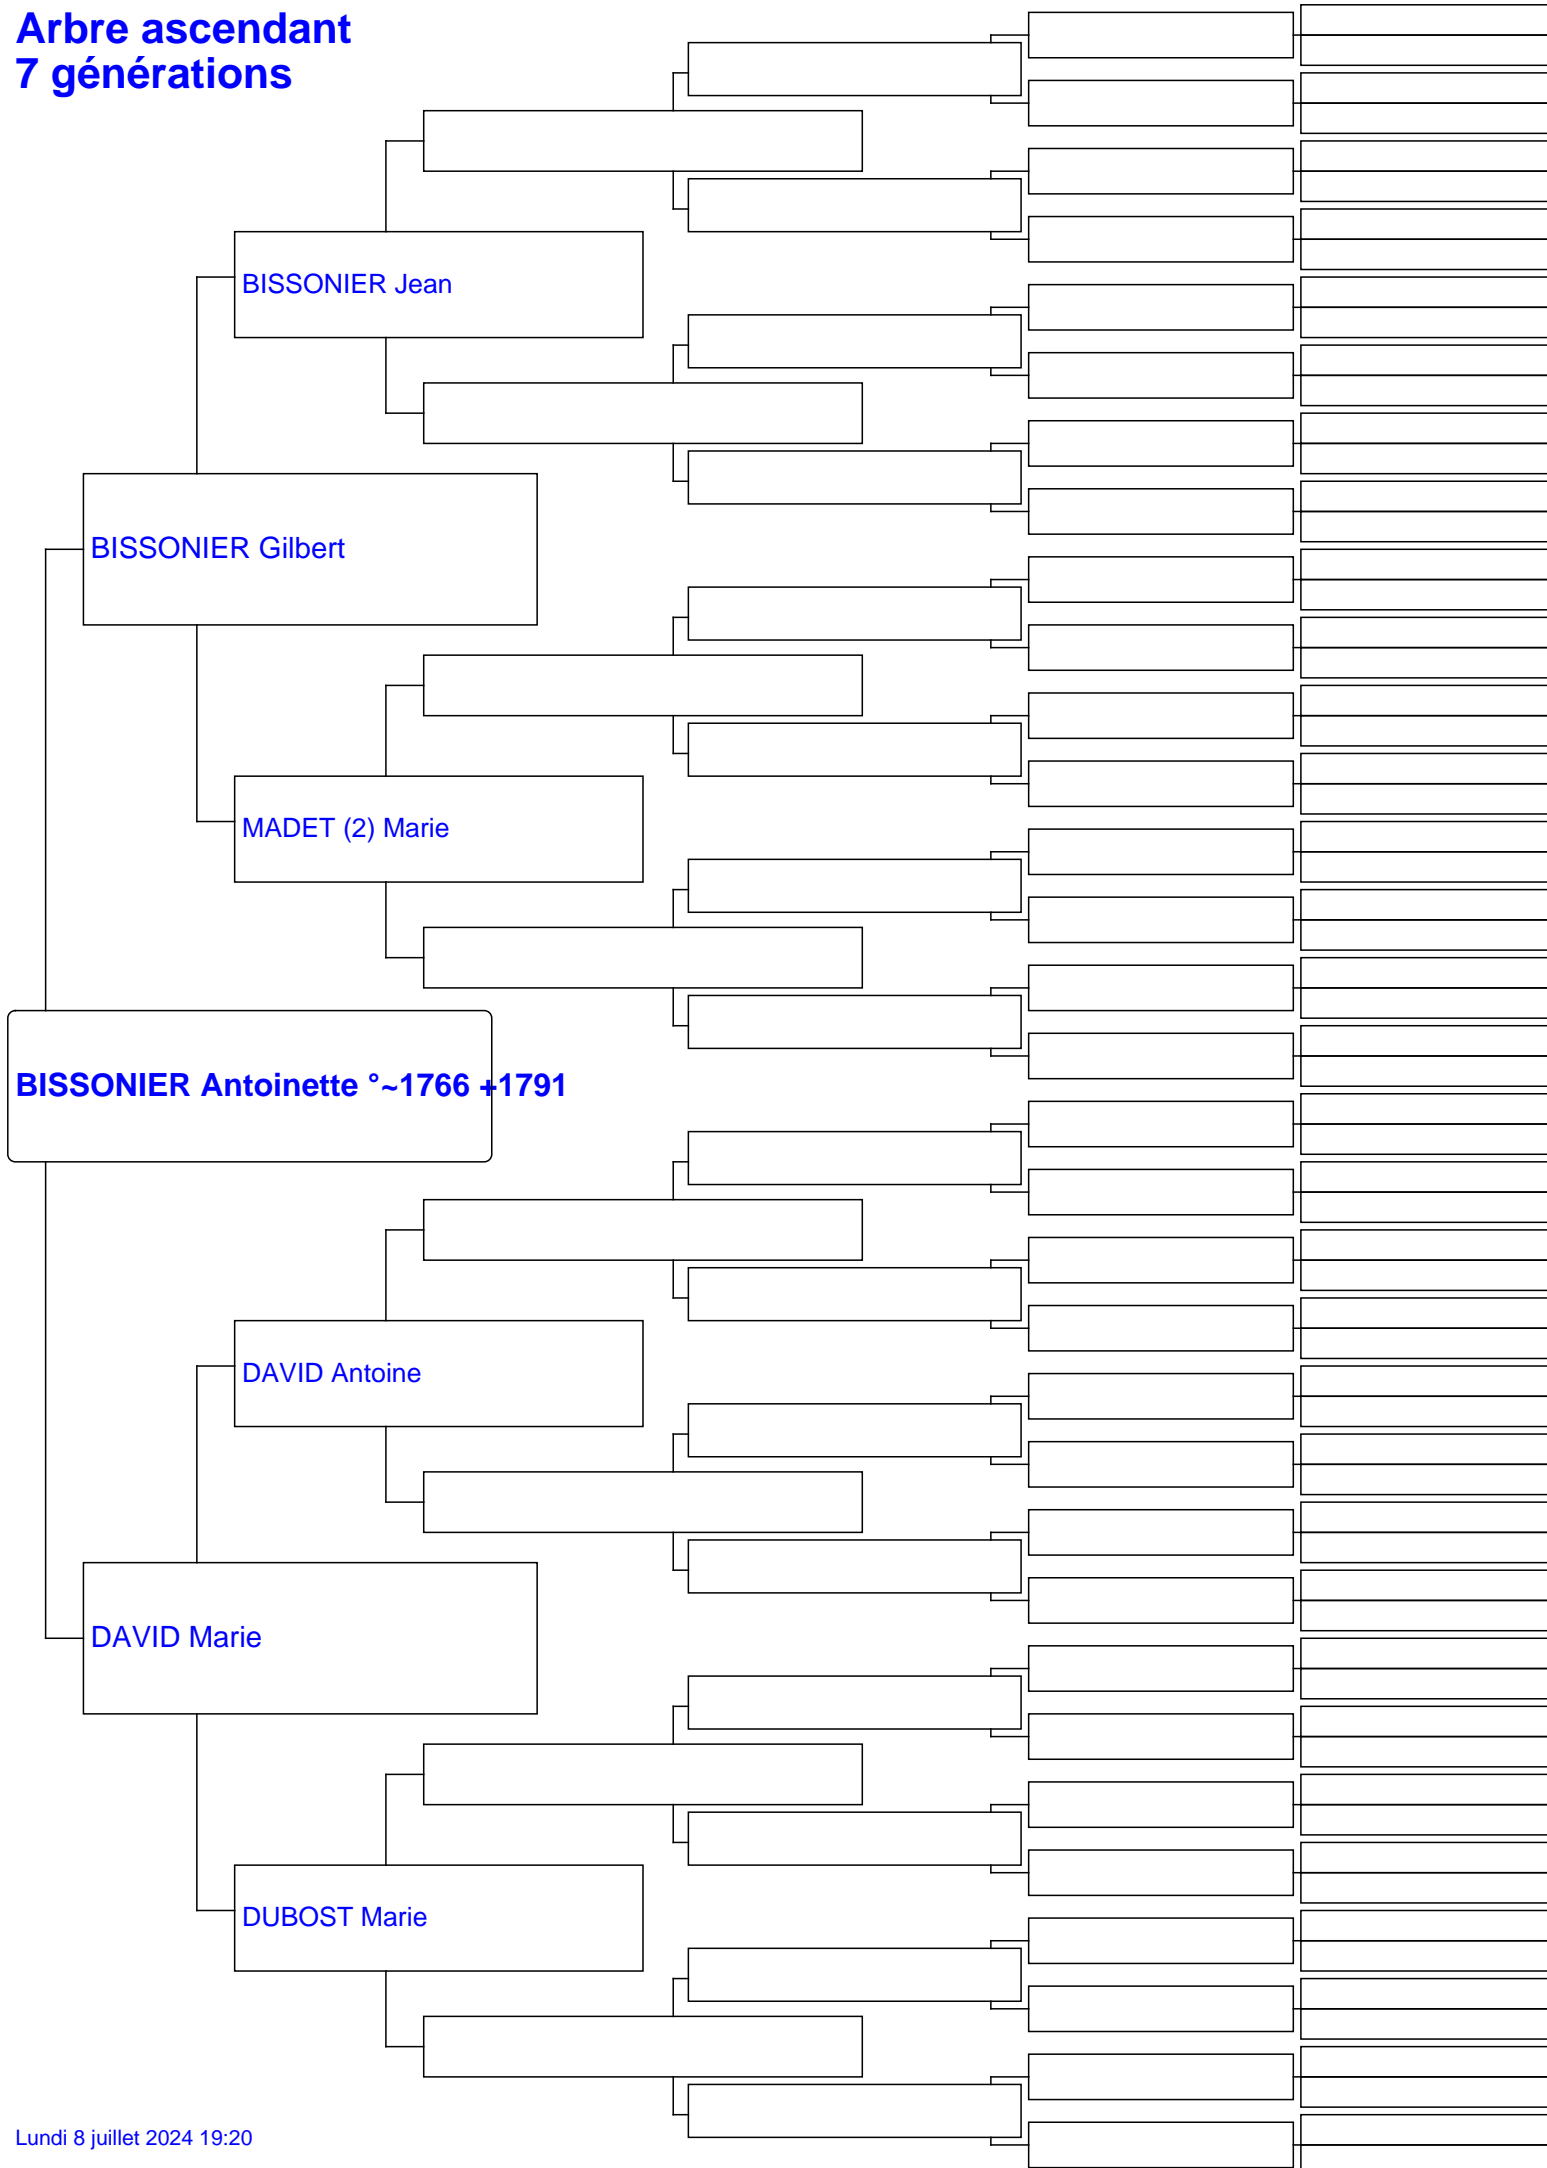 Arbre ascendant
7 générations
BISSONIER Jean
BISSONIER Gilbert
MADET (2) Marie
BISSONIER Antoinette °~1766 +1791
DAVID Antoine
DAVID Marie
DUBOST Marie
Lundi 8 juillet 2024 19:20